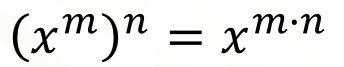 (x^m)^n = x^{m·n}